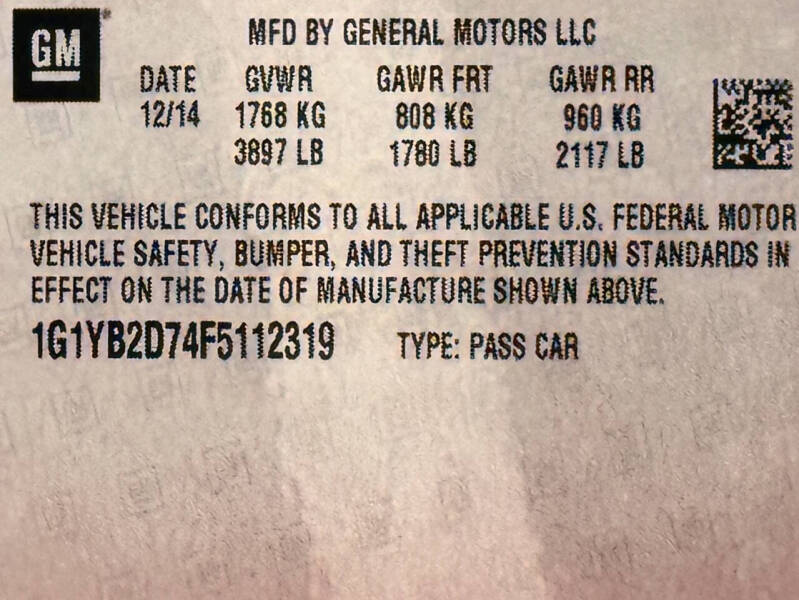 GM
MFD BY GENERAL MOTORS LLC
DATE GVWR GAWR FRT GAWR RR
12/14 1768 KG 808 KG 960 KG
3897 LB 1780 LB 2117 LB
THIS VEHICLE CONFORMS TO ALL APPLICABLE U.S. FEDERAL MOTOR
VEHICLE SAFETY, BUMPER, AND THEFT PREVENTION STANDARDS IN
EFFECT ON THE DATE OF MANUFACTURE SHOWN ABOVE.
1G1YB2D74F5112319 TYPE: PASS CAR